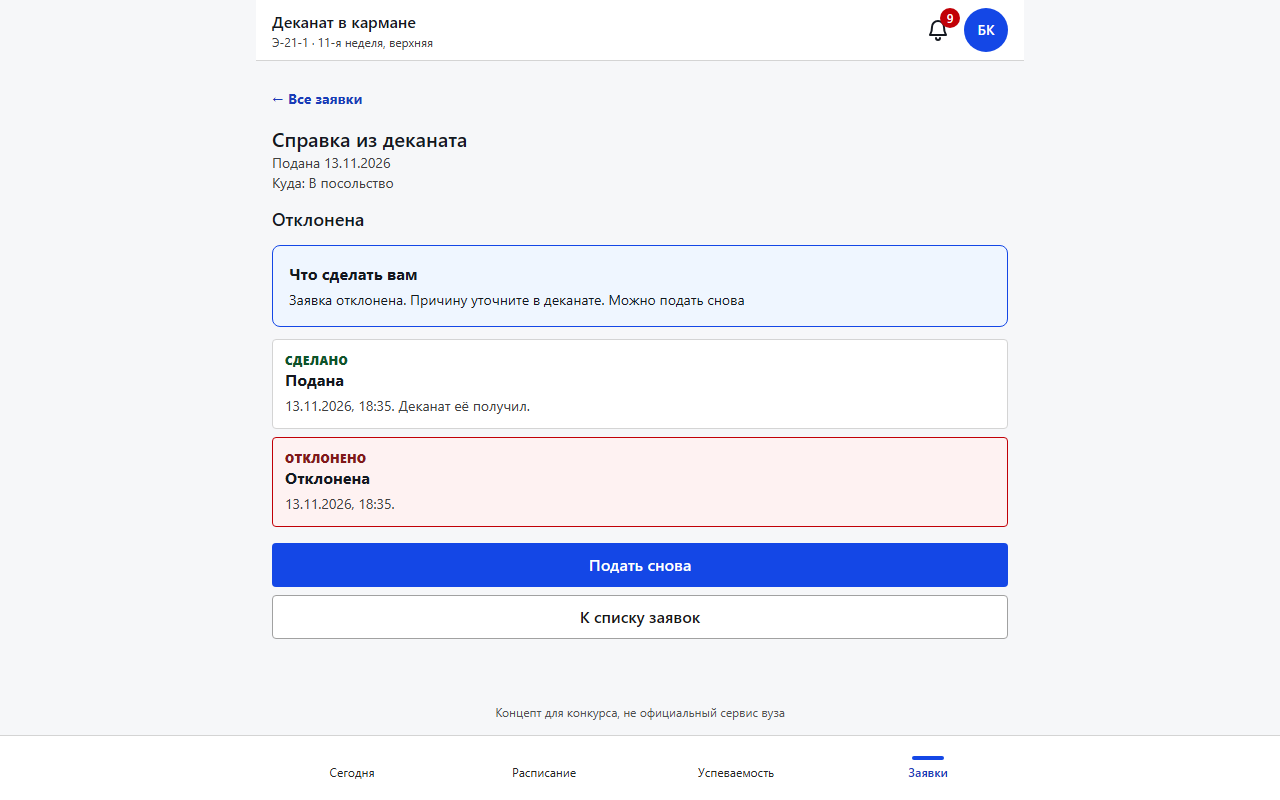 Деканат в кармане
Э-21-1 · 11-я неделя, верхняя
9
БК
← Все заявки
Справка из деканата
Подана 13.11.2026
Куда: В посольство
Отклонена
Что сделать вам
Заявка отклонена. Причину уточните в деканате. Можно подать снова
СДЕЛАНО
Подана
13.11.2026, 18:35. Деканат её получил.
ОТКЛОНЕНО
Отклонена
13.11.2026, 18:35.
Подать снова
К списку заявок
Концепт для конкурса, не официальный сервис вуза
Сегодня
Расписание
Успеваемость
Заявки